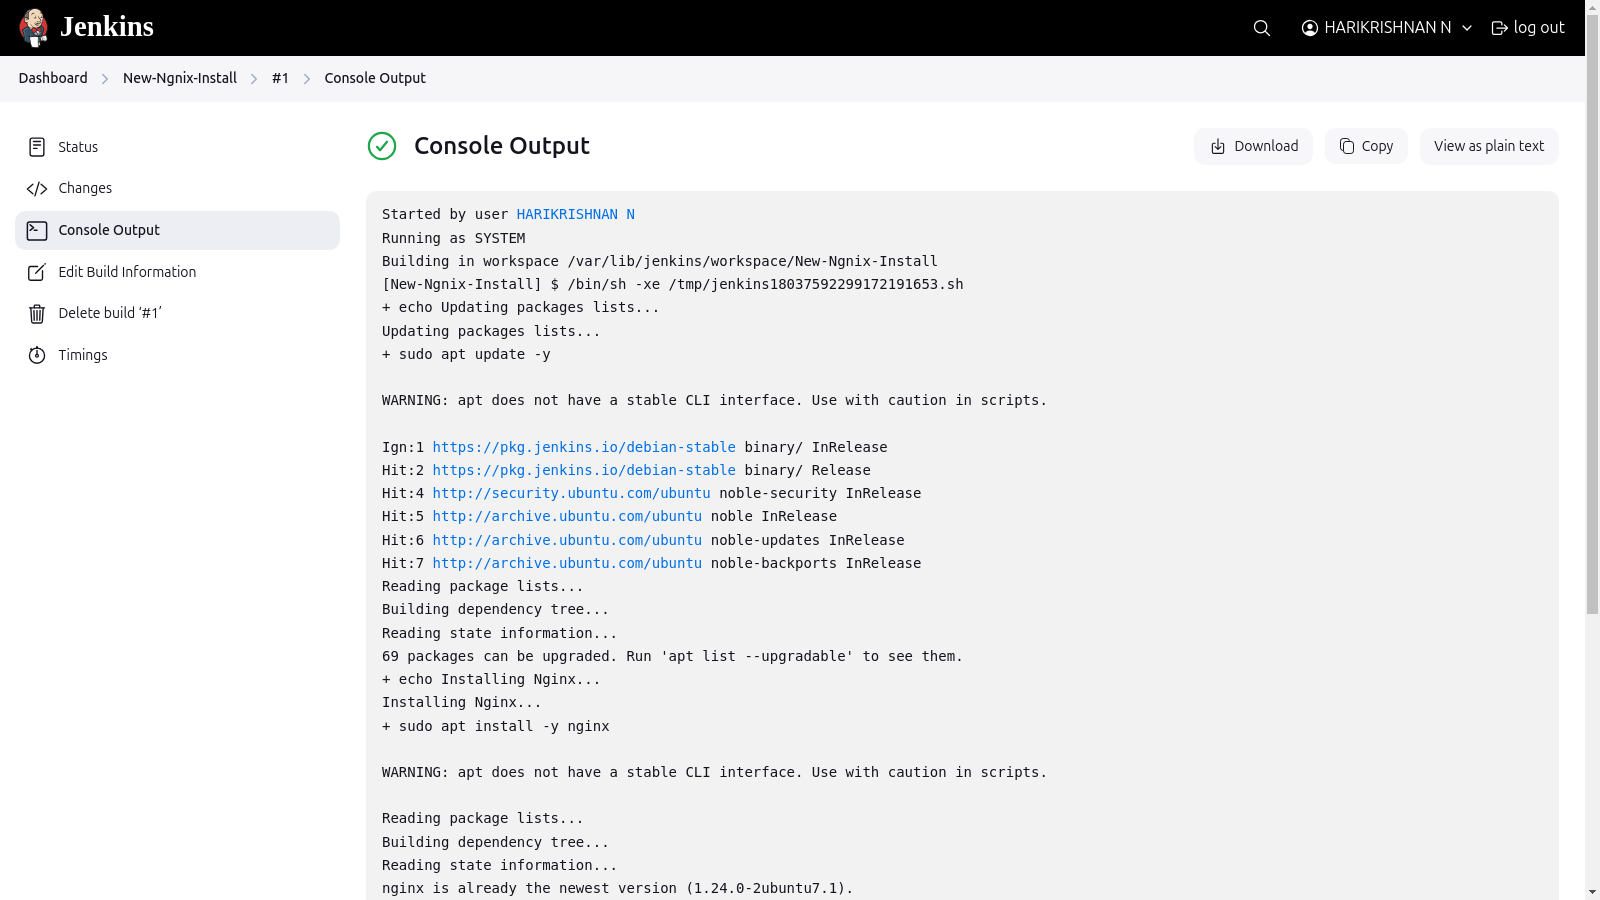 Jenkins
HARIKRISHNAN N
log out
Dashboard
New-Ngnix-Install
#1
Console Output
Status
Changes
Console Output
Edit Build Information
Delete build ‘#1’
Timings
Console Output
Download
Copy
View as plain text
Started by user HARIKRISHNAN N
Running as SYSTEM
Building in workspace /var/lib/jenkins/workspace/New-Ngnix-Install
[New-Ngnix-Install] $ /bin/sh -xe /tmp/jenkins18037592299172191653.sh
+ echo Updating packages lists...
Updating packages lists...
+ sudo apt update -y
WARNING: apt does not have a stable CLI interface. Use with caution in scripts.
Ign:1 https://pkg.jenkins.io/debian-stable binary/ InRelease
Hit:2 https://pkg.jenkins.io/debian-stable binary/ Release
Hit:4 http://security.ubuntu.com/ubuntu noble-security InRelease
Hit:5 http://archive.ubuntu.com/ubuntu noble InRelease
Hit:6 http://archive.ubuntu.com/ubuntu noble-updates InRelease
Hit:7 http://archive.ubuntu.com/ubuntu noble-backports InRelease
Reading package lists...
Building dependency tree...
Reading state information...
69 packages can be upgraded. Run 'apt list --upgradable' to see them.
+ echo Installing Nginx...
Installing Nginx...
+ sudo apt install -y nginx
WARNING: apt does not have a stable CLI interface. Use with caution in scripts.
Reading package lists...
Building dependency tree...
Reading state information...
nginx is already the newest version (1.24.0-2ubuntu7.1).